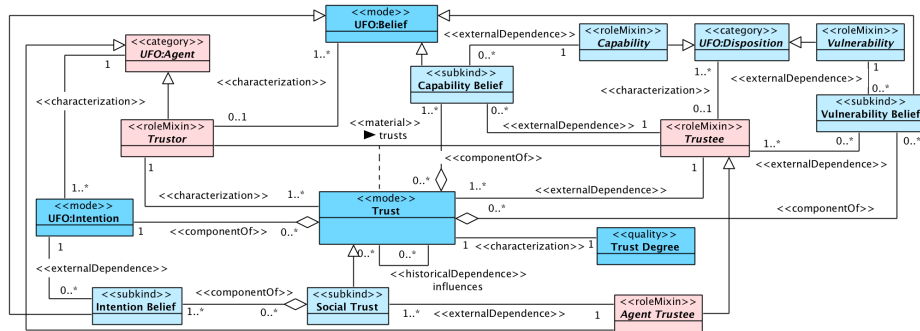 <<mode>>
UFO:Belief
<<category>>
UFO:Agent
<<externalDependence>>
<<roleMixin>>
Capability
<<category>>
UFO:Disposition
<<roleMixin>>
Vulnerability
1
1..*
0..*
1
1..*
1
<<subkind>>
Capability Belief
<<externalDependence>>
<<characterization>>
<<characterization>>
0..*
<<subkind>>
Vulnerability Belief
0..1
<<material>>
trusts
1..*
0..*
0..1
<<roleMixin>>
Trustor
<<externalDependence>>
1
<<roleMixin>>
Trustee
1..*
0..*
0..*
1
<<componentOf>>
1
<<externalDependence>>
<<characterization>>
1..*
0..*
1..*
<<externalDependence>>
1..*
<<mode>>
UFO:Intention
<<mode>>
Trust
0..*
<<componentOf>>
1
<<componentOf>>
0..*
1
<<characterization>>
1
<<quality>>
Trust Degree
1
0..*
0..*
<<externalDependence>>
<<historicalDependence>>
influences
0..*
<<componentOf>>
<<subkind>>
Intention Belief
1..*
0..*
<<subkind>>
Social Trust
1..*
<<externalDependence>>
1
<<roleMixin>>
Agent Trustee